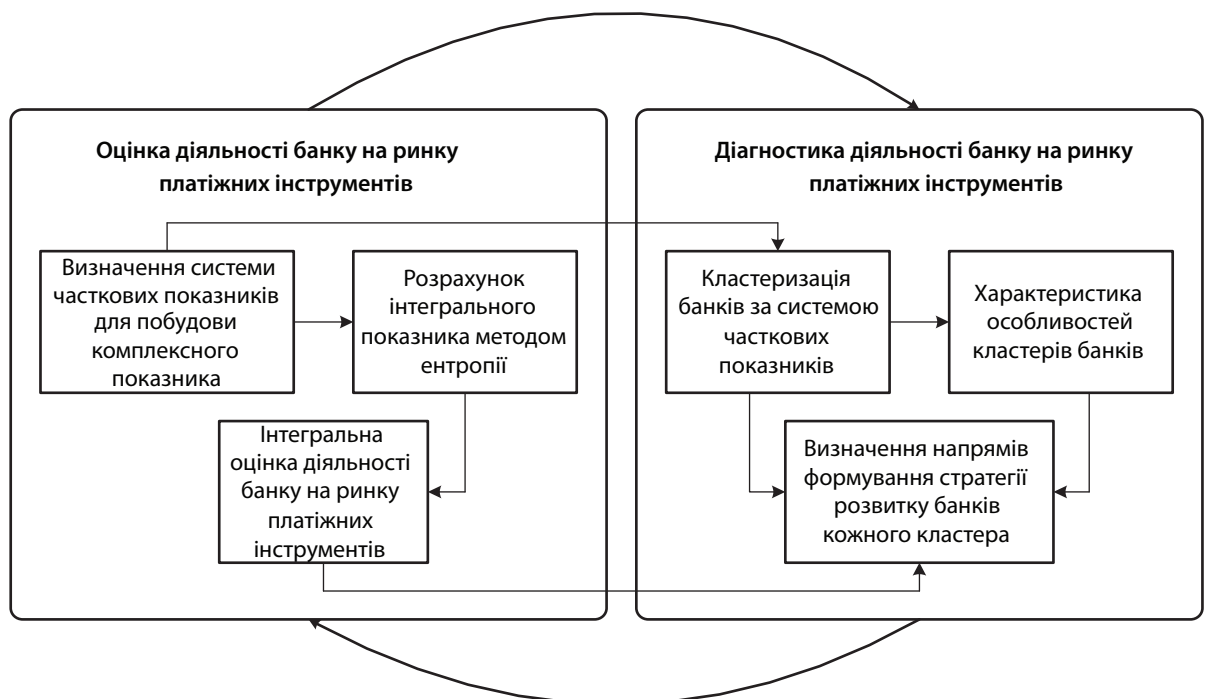 Оцінка діяльності банку на ринку
платіжних інструментів
Визначення системи
часткових показників
для побудови
комплексного
показника
Розрахунок
інтегрального
показника методом
ентропії
Інтегральна
оцінка діяльності
банку на ринку
платіжних
інструментів
Діагностика діяльності банку на ринку
платіжних інструментів
Кластеризація
банків за системою
часткових
показників
Характеристика
особливостей
кластерів банків
Визначення напрямів
формування стратегії
розвитку банків
кожного кластера